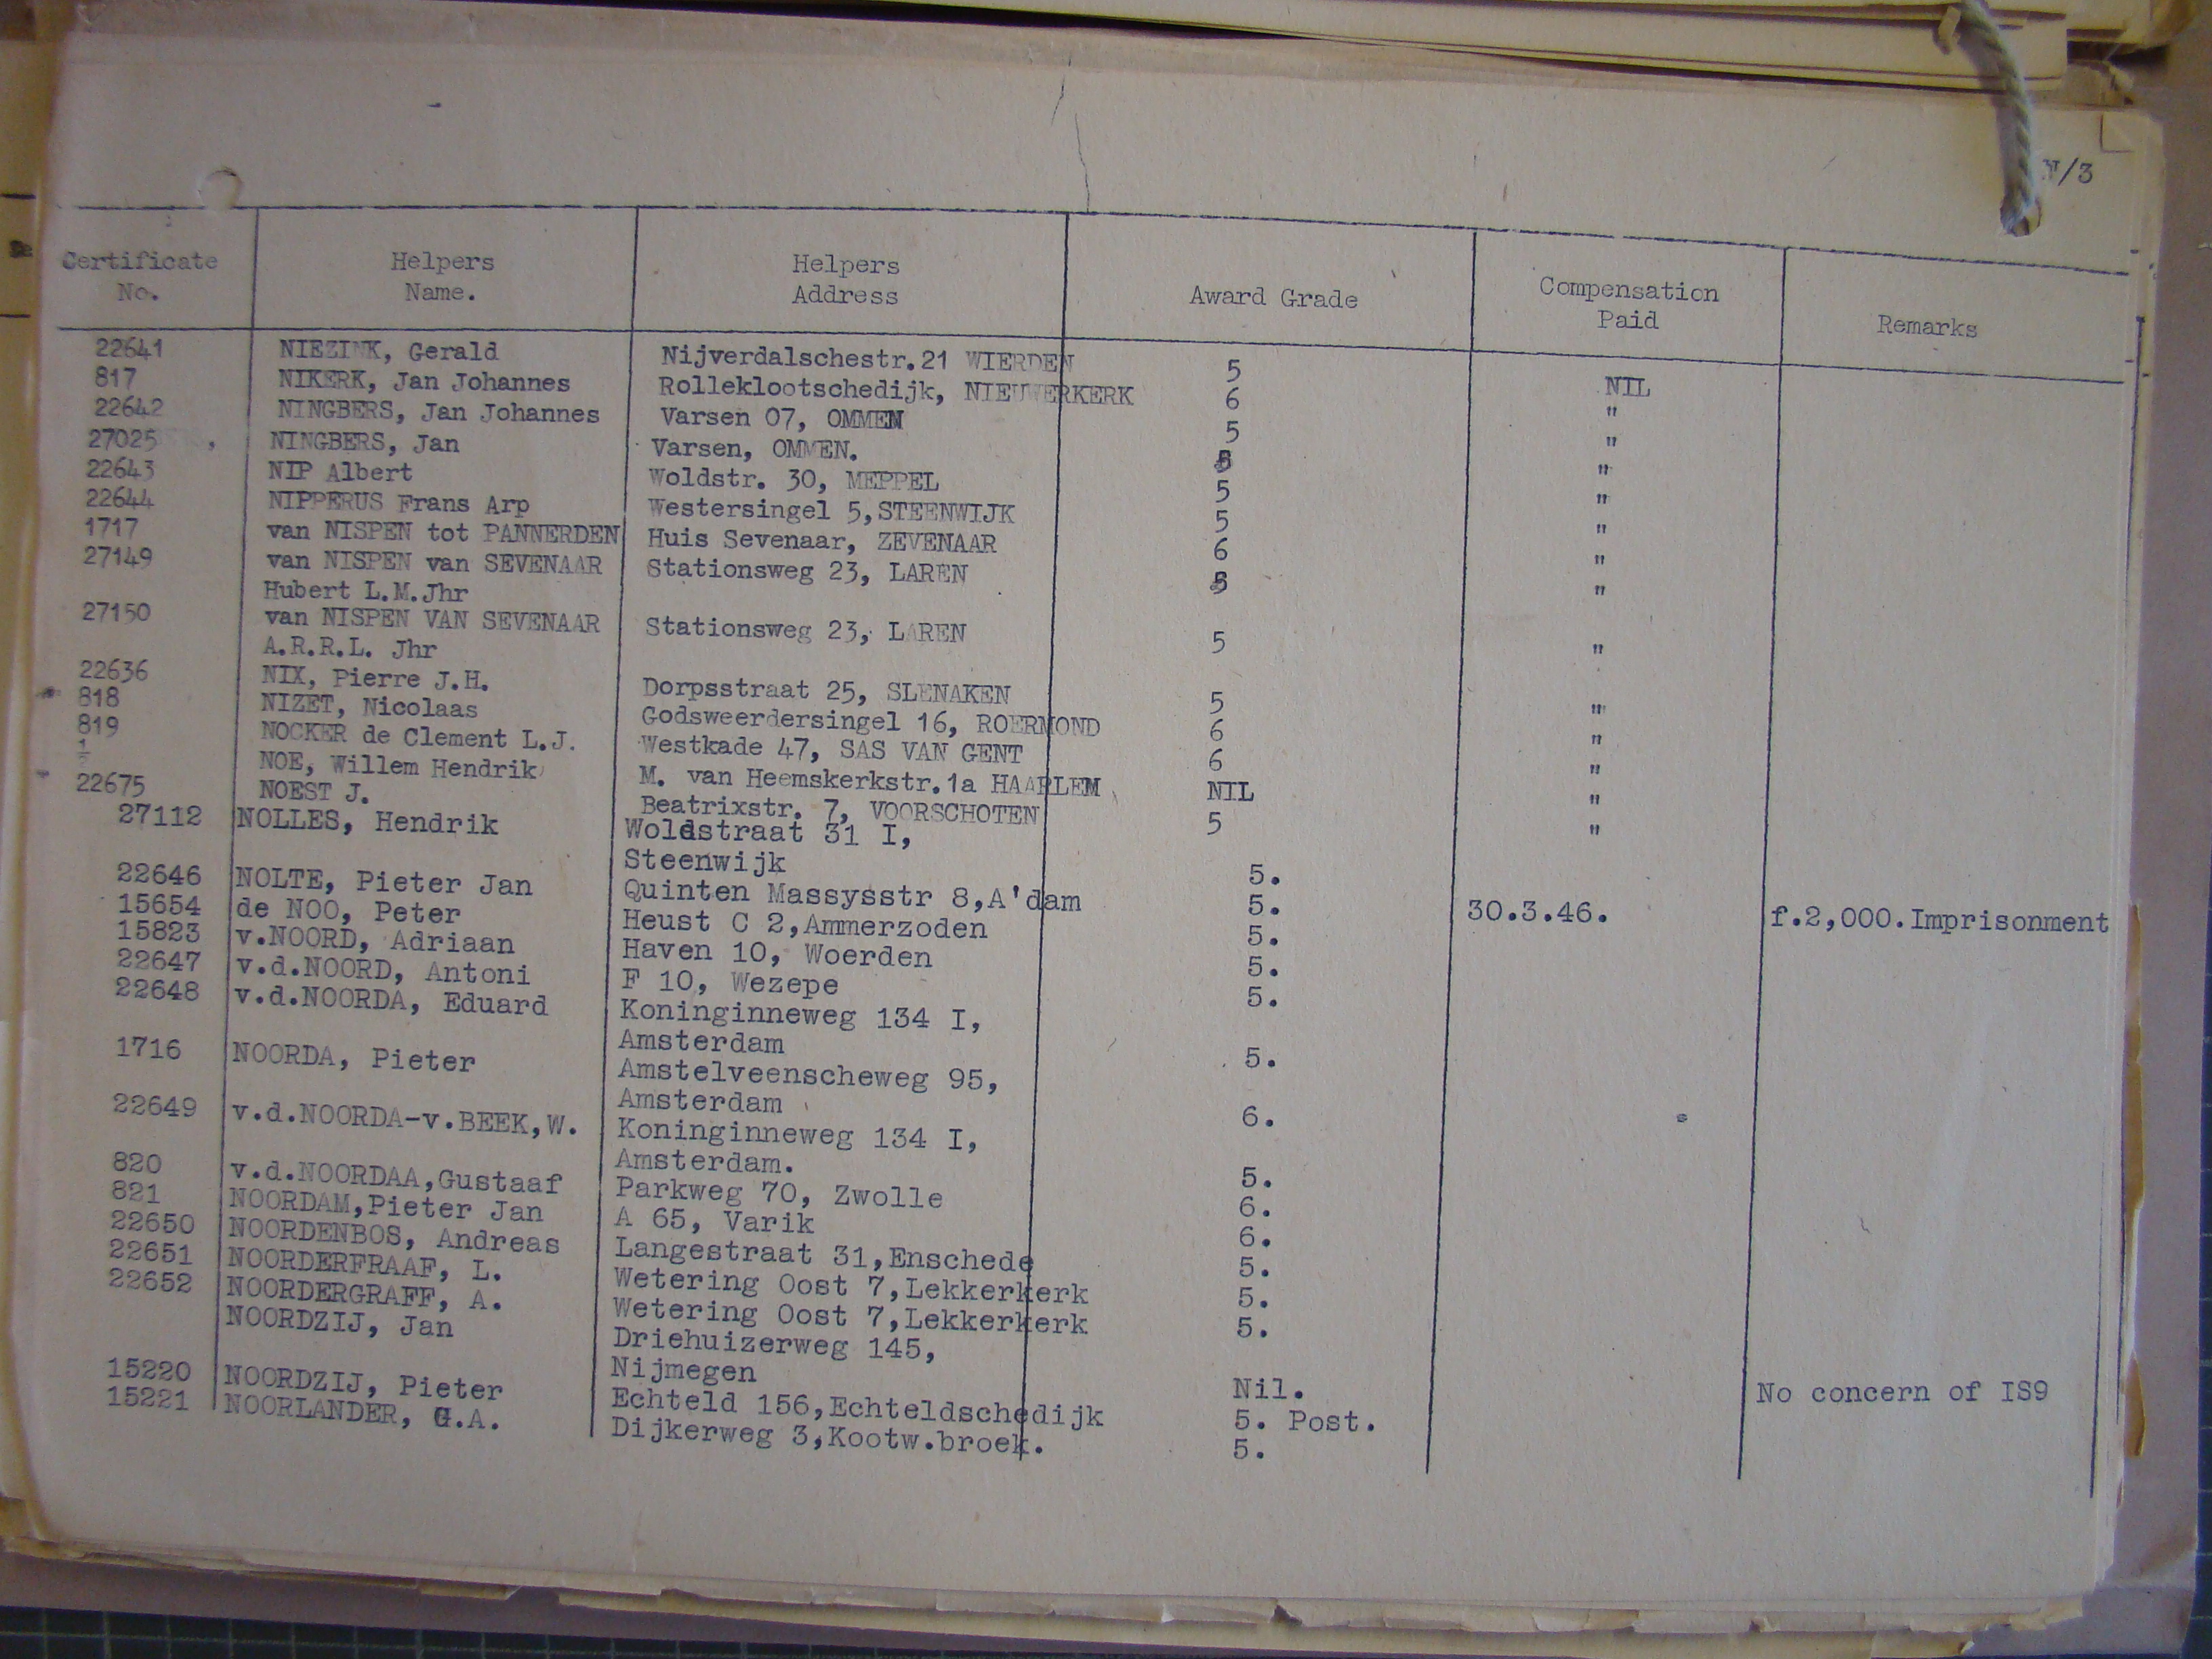 N/3
Certificate No. Helpers Name. Helpers Address Award Grade Compensation Paid Remarks
22641 NIEZINK, Gerald Nijverdalschestr.21 WIERDEN 5 NIL
817 NIKERK, Jan Johannes Rolleklootschedijk, NIEUWERKERK 6 "
22642 NINGBERS, Jan Johannes Varsen 07, OMMEN 5 "
27025 , NINGBERS, Jan Varsen, OMMEN. 5 "
22643 NIP Albert Woldstr. 30, MEPPEL 5 "
22644 NIPPERUS Frans Arp Westersingel 5,STEENWIJK 5 "
1717 van NISPEN tot PANNERDEN Huis Sevenaar, ZEVENAAR 6 "
27149 van NISPEN van SEVENAAR Stationsweg 23, LAREN 5 "
Hubert L.M.Jhr
27150 van NISPEN VAN SEVENAAR Stationsweg 23, LAREN 5 "
A.R.R.L. Jhr
22636 NIX, Pierre J.H. Dorpsstraat 25, SLENAKEN 5 "
818 NIZET, Nicolaas Godsweerdersingel 16, ROERMOND 6 "
819 NOCKER de Clement L.J. Westkade 47, SAS VAN GENT 6 "
NOE, Willem Hendrik M. van Heemskerkstr.1a HAARLEM NIL "
22675 NOEST J. Beatrixstr. 7, VOORSCHOTEN 5 "
27112 NOLLES, Hendrik Woldstraat 31 I,
Steenwijk 5.
22646 NOLTE, Pieter Jan Quinten Massysstr 8,A'dam 5. 30.3.46. f.2,000.Imprisonment
15654 de NOO, Peter Heust C 2,Ammerzoden 5.
15823 v.NOORD, Adriaan Haven 10, Woerden 5.
22647 v.d.NOORD, Antoni F 10, Wezepe 5.
22648 v.d.NOORDA, Eduard Koninginneweg 134 I,
Amsterdam 5.
1716 NOORDA, Pieter Amstelveenscheweg 95,
Amsterdam 6.
22649 v.d.NOORDA-v.BEEK,W. Koninginneweg 134 I,
Amsterdam. 5.
820 v.d.NOORDAA,Gustaaf Parkweg 70, Zwolle 6.
821 NOORDAM,Pieter Jan A 65, Varik 6.
22650 NOORDENBOS, Andreas Langestraat 31,Enschede 5.
22651 NOORDERFRAAF, L. Wetering Oost 7,Lekkerkerk 5.
22652 NOORDERGRAFF, A. Wetering Oost 7,Lekkerkerk 5.
NOORDZIJ, Jan Driehuizerweg 145,
Nijmegen Nil. No concern of IS9
15220 NOORDZIJ, Pieter Echteld 156,Echteldschedijk 5. Post.
15221 NOORLANDER, G.A. Dijkerweg 3,Kootw.broek. 5.